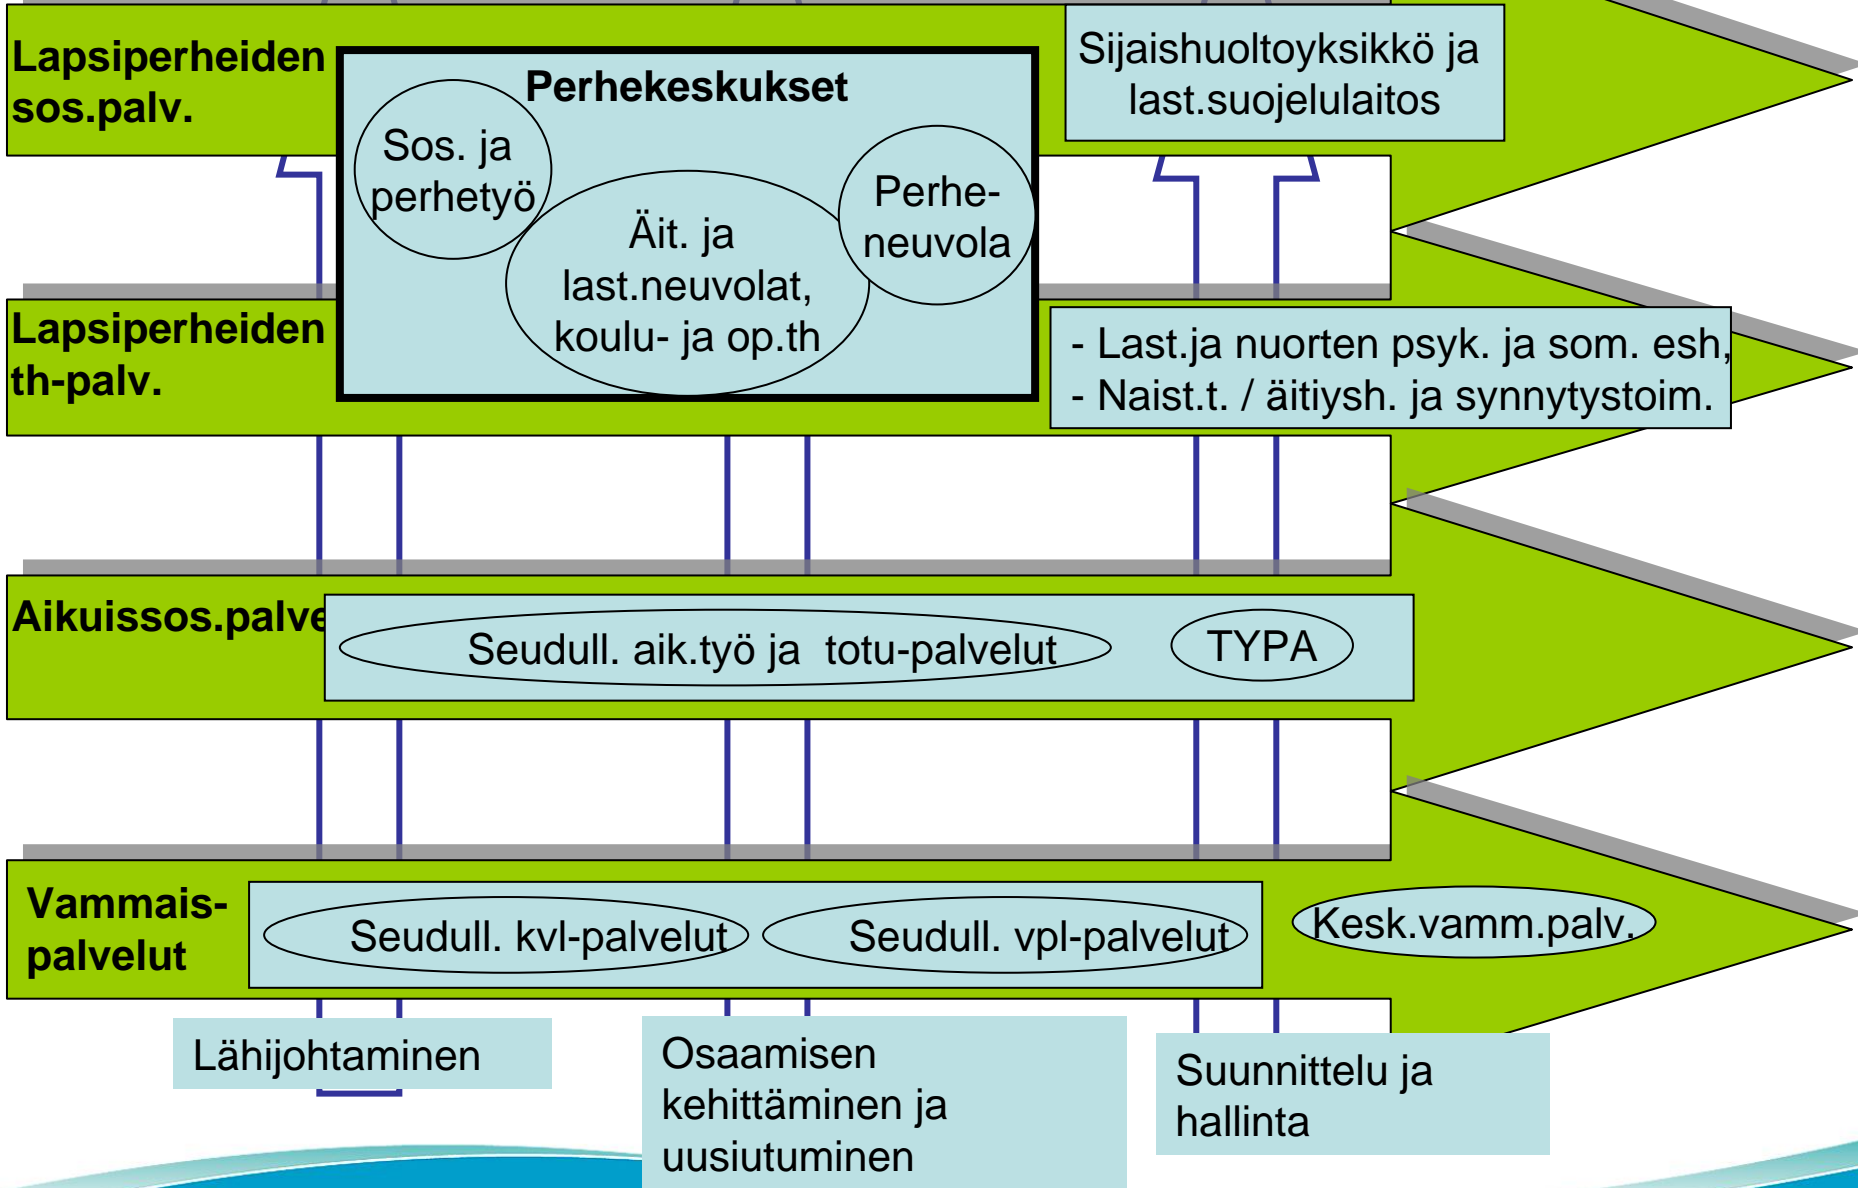 Lapsiperheiden
sos.palv.
Perhekeskukset
Sos. ja
perhetyö
Äit. ja
last.neuvolat,
koulu- ja op.th
Perhe-
neuvola
Sijaishuoltoyksikkö ja
last.suojelulaitos
Lapsiperheiden
th-palv.
- Last.ja nuorten psyk. ja som. esh,
- Naist.t. / äitiysh. ja synnytystoim.
Aikuissos.palve
Seudull. aik.työ ja totu-palvelut
TYPA
Vammais-
palvelut
Seudull. kvl-palvelut
Seudull. vpl-palvelut
Kesk.vamm.palv.
Lähijohtaminen
Osaamisen
kehittäminen ja
uusiutuminen
Suunnittelu ja
hallinta